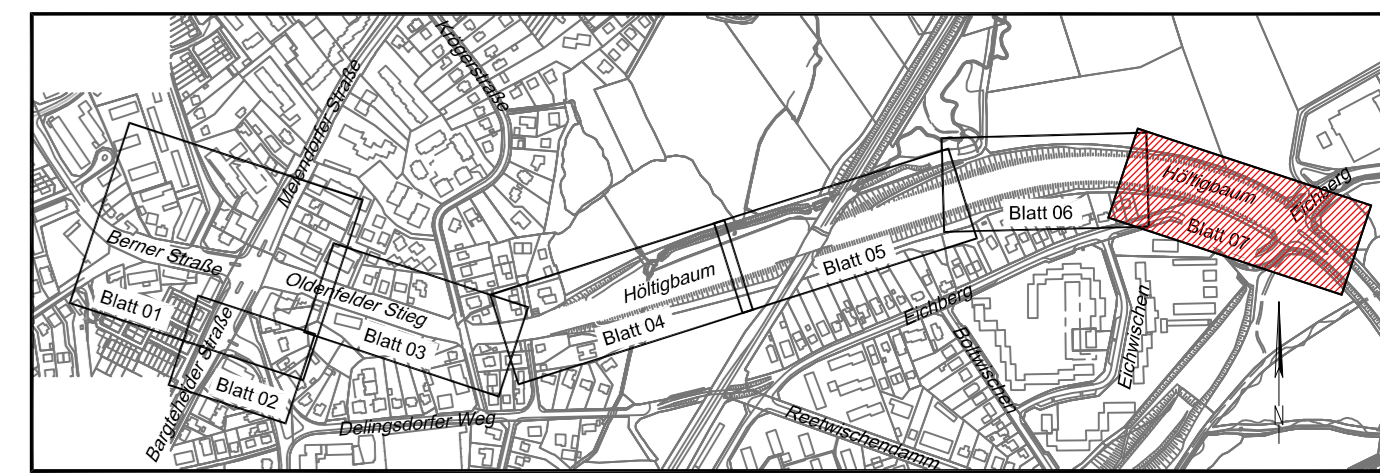 Krögerstraße
Meiendorfer Straße
Berner Straße
Blatt 01
Oldenfelder Stieg
Blatt 03
Bargteheider Straße
Blatt 02
Delingsdorfer Weg
Höltigbaum
Blatt 04
Blatt 05
Blatt 06
Höltigbaum
Blatt 07
Eichberg
Eichberg
Boltwischen
Eichwischen
Reetwischendamm
N